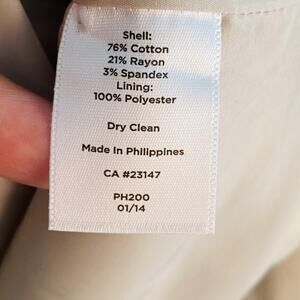 Shell:
76% Cotton
21% Rayon
3% Spandex
Lining:
100% Polyester
Dry Clean
Made In Philippines
CA #23147
PH200
01/14